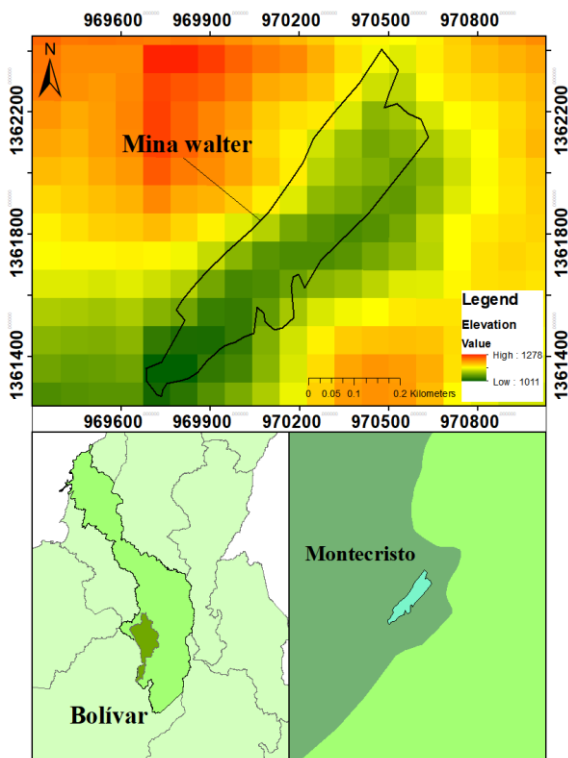 969600 969900 970200 970500 970800
N
1362200
Mina walter
1361800
1361400
1362200
1361800
1361400
Legend
Elevation
Value
High : 1278
Low : 1011
0 0.05 0.1 0.2 Kilometers
969600 969900 970200 970500 970800
Montecristo
Bolívar